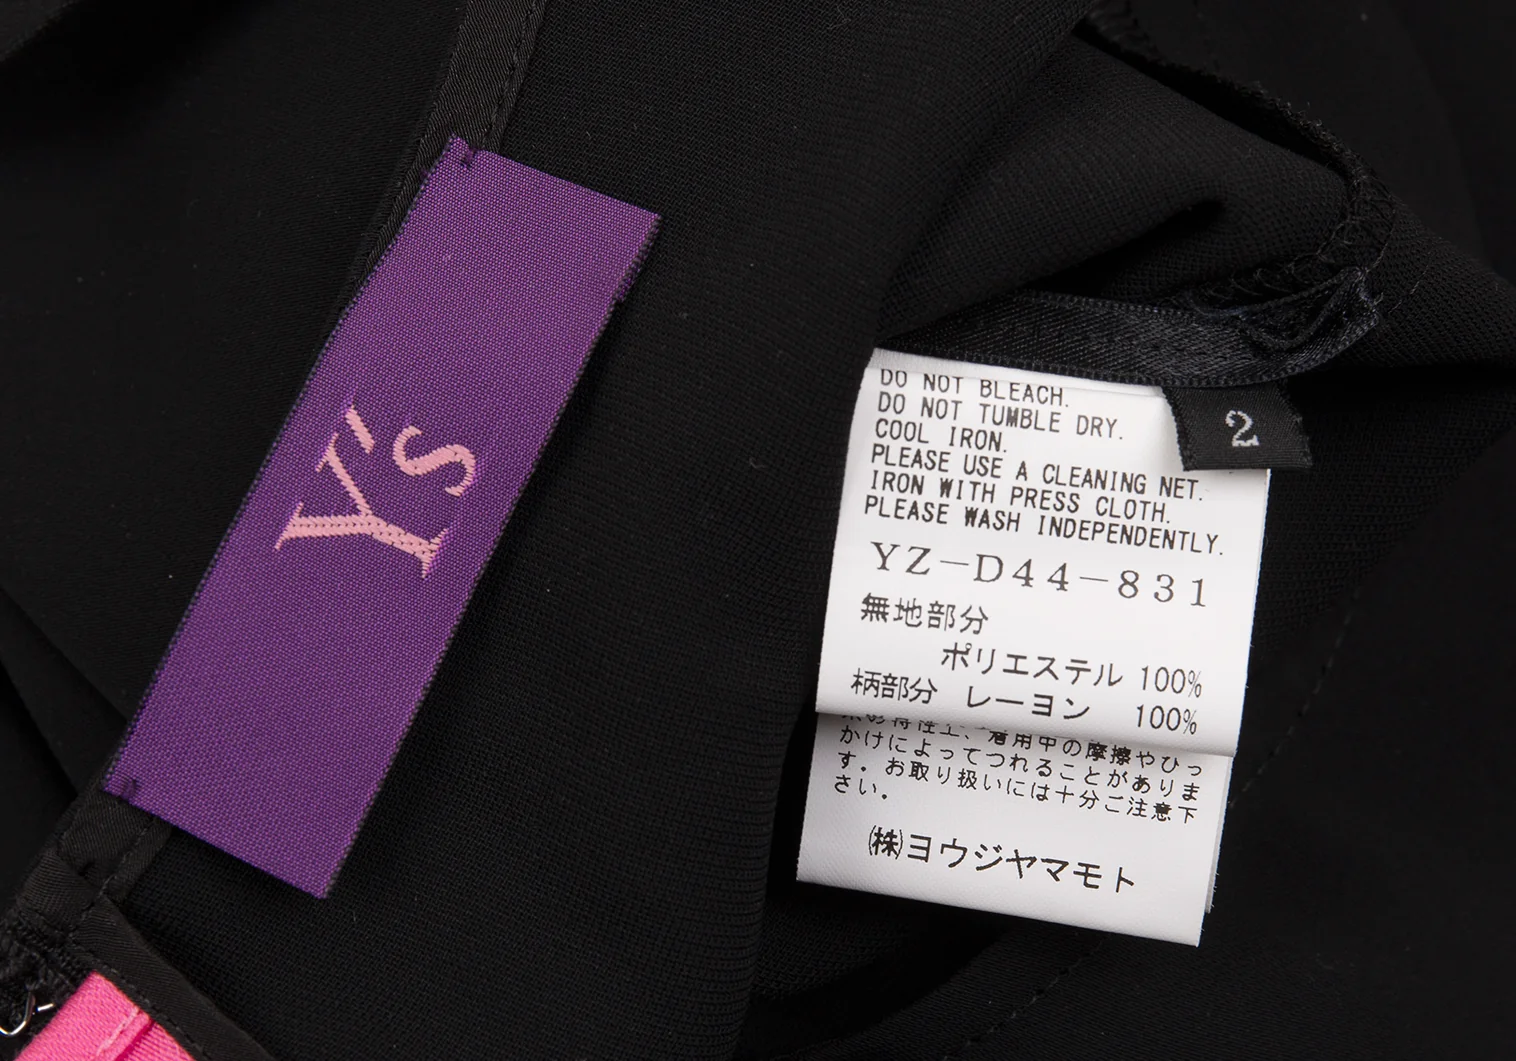 Y's
2
DO NOT BLEACH.
DO NOT TUMBLE DRY.
COOL IRON.
PLEASE USE A CLEANING NET.
IRON WITH PRESS CLOTH.
PLEASE WASH INDEPENDENTLY.
YZ-D44-831
無地部分
ポリエステル 100%
柄部分 レーヨン 100%
の特性上、着用中の摩擦やひっ
かけによってつれることがありま
す。お取り扱いには十分ご注意下
さい。
㈱ヨウジヤマモト